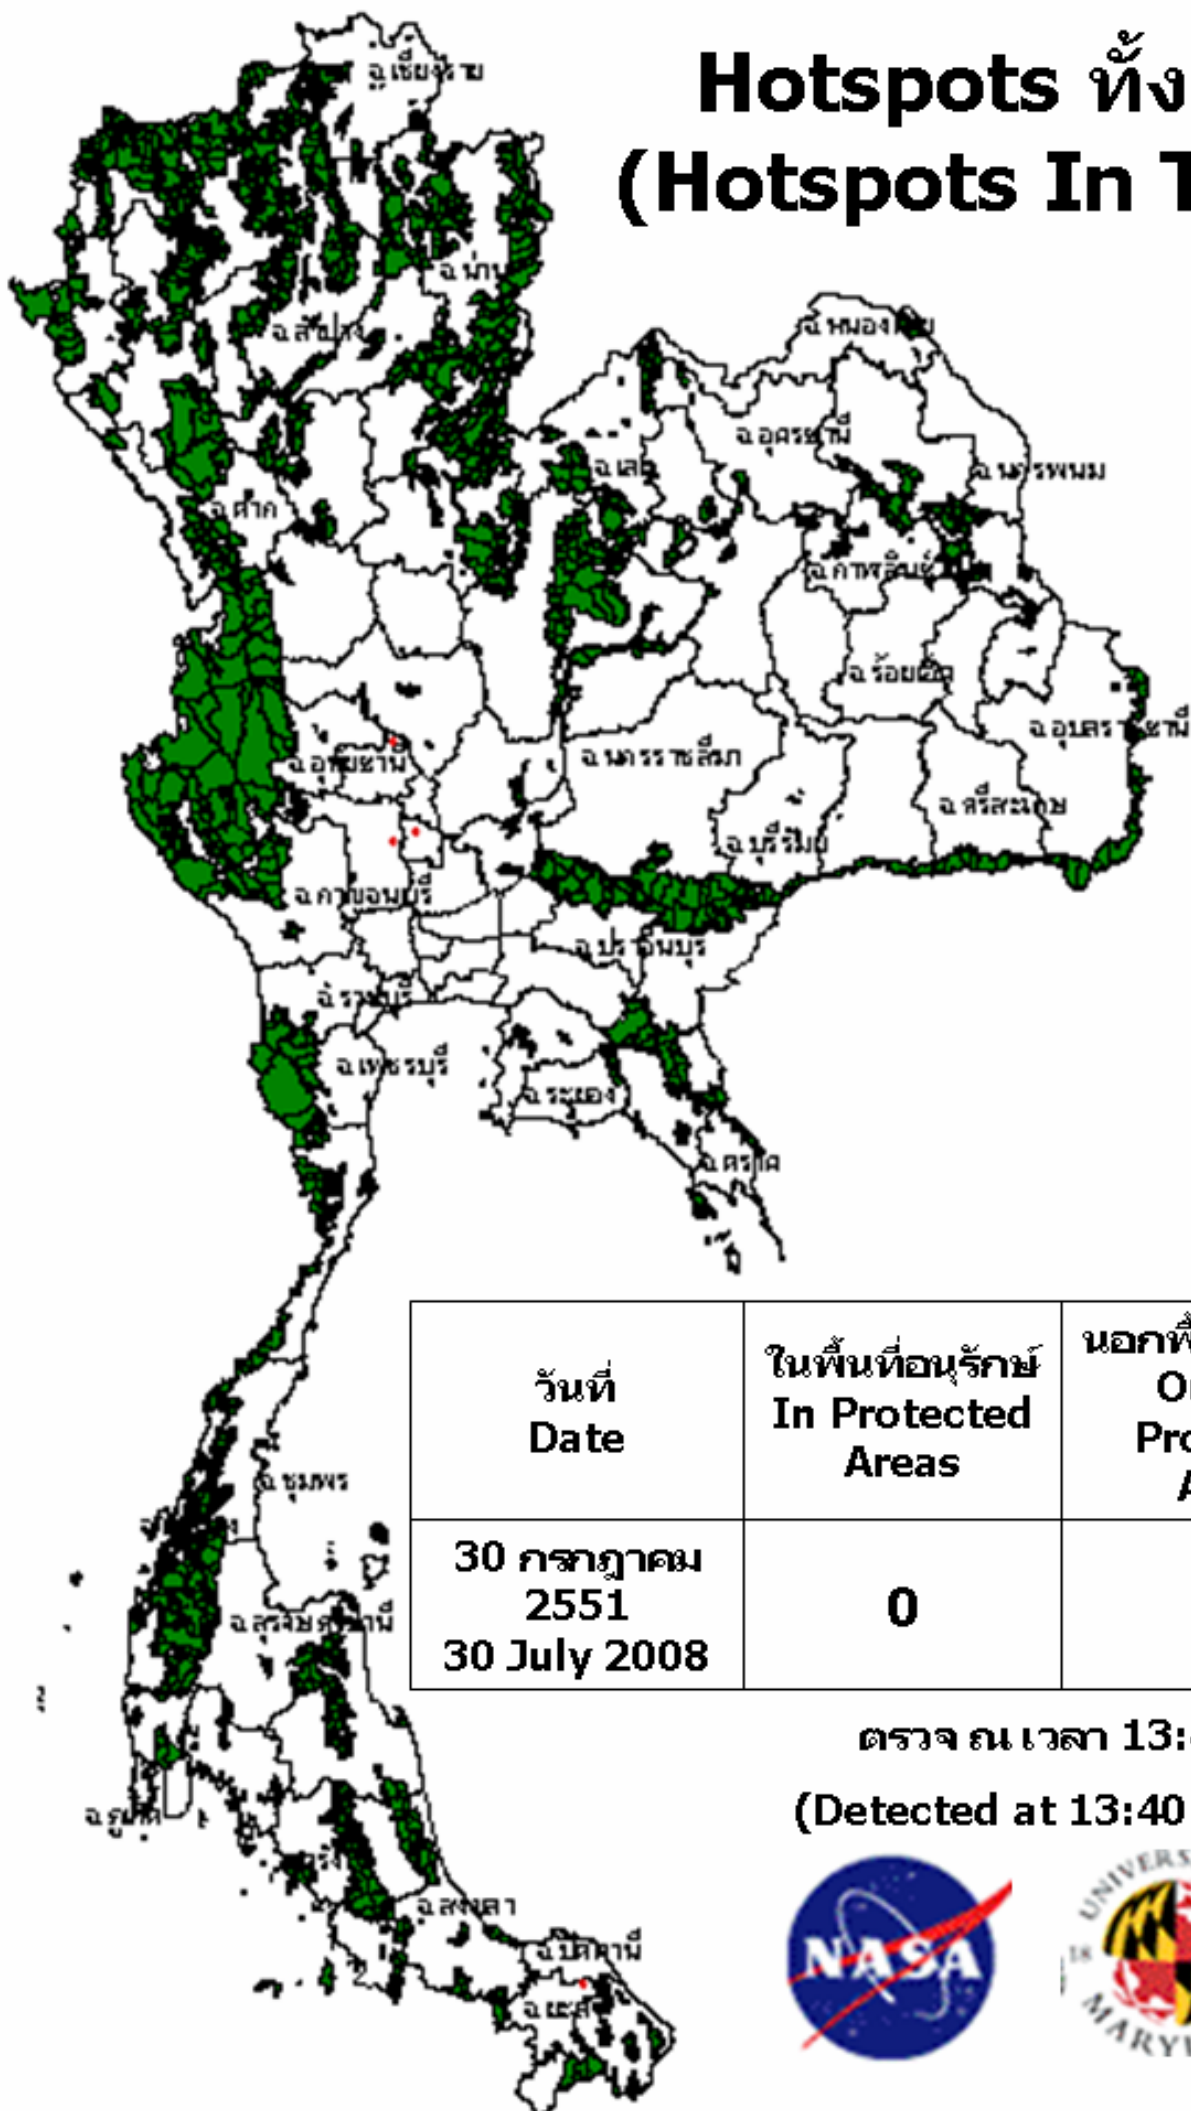 Hotspots ทั้ง
(Hotspots In T
จ.เชียงราย
จ.น่าน
จ.ลำปาง
จ.หนองคาย
จ.อุดรธานี
จ.เลย
จ.นครพนม
จ.ตาก
จ.กาฬสินธุ์
จ.ร้อยเอ็ด
จ.อุบลราชธานี
จ.นครราชสีมา
จ.อุทัยธานี
จ.ศรีสะเกษ
จ.บุรีรัมย์
จ.กาญจนบุรี
จ.ปราจีนบุรี
จ.ราชบุรี
จ.เพชรบุรี
จ.ระยอง
จ.ตราด
วันที่
Date
ในพื้นที่อนุรักษ์
In Protected
Areas
นอกพื้
O
Pro
A
30 กรกฎาคม
2551
30 July 2008
0
จ.ชุมพร
จ.สุราษฎร์ธานี
ตรวจ ณ เวลา 13:
(Detected at 13:40
จ.ภูเก็ต
จ.สงขลา
จ.ปัตตานี
จ.ยะลา
NASA
UNIVERS
18
MARY